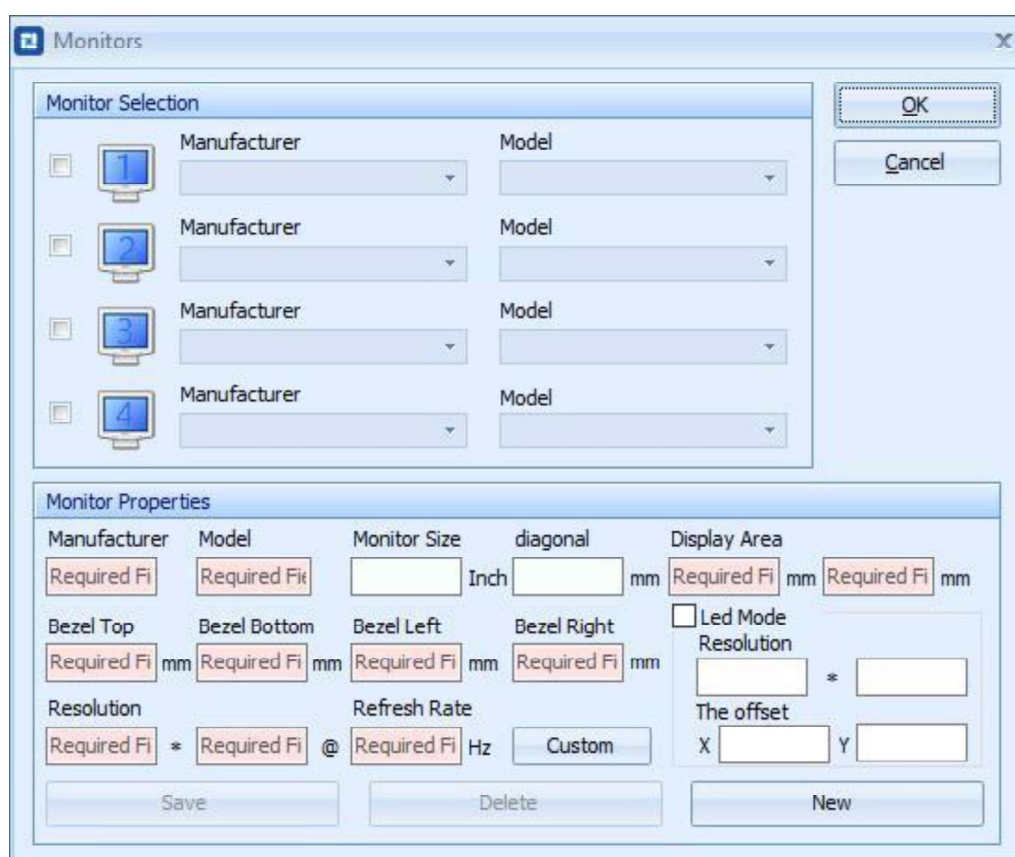 Monitors
Monitor Selection
OK
Cancel
1
Manufacturer Model
2
Manufacturer Model
3
Manufacturer Model
4
Manufacturer Model
Monitor Properties
Manufacturer Model Monitor Size diagonal Display Area
Required Fi Required Fie Inch mm Required Fi mm Required Fi mm
Bezel Top Bezel Bottom Bezel Left Bezel Right
Required Fi mm Required Fi mm Required Fi mm Required Fi mm
Led Mode
Resolution
*
The offset
X Y
Resolution Refresh Rate
Required Fi * Required Fi @ Required Fi Hz Custom
Save Delete New